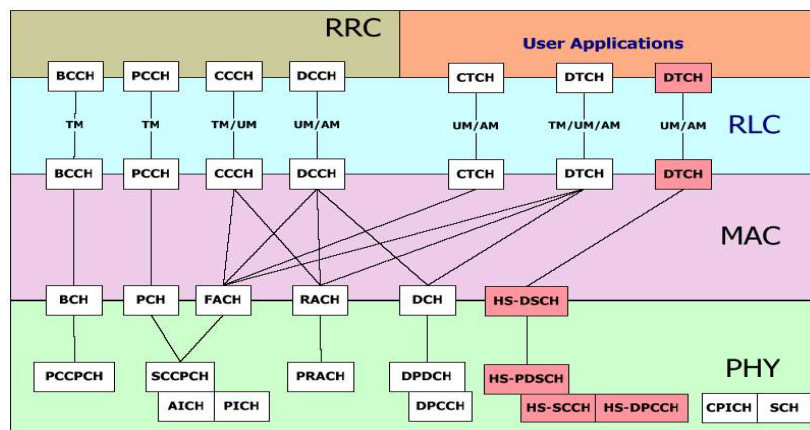 RRC
User Applications
BCCH PCCH CCCH DCCH CTCH DTCH DTCH
TM TM TM/UM UM/AM UM/AM TM/UM/AM UM/AM
RLC
BCCH PCCH CCCH DCCH CTCH DTCH DTCH
MAC
BCH PCH FACH RACH DCH HS-DSCH
PHY
PCCPCH SCCPCH PRACH DPDCH HS-PDSCH
AICH PICH DPCCH HS-SCCH HS-DPCCH CPICH SCH